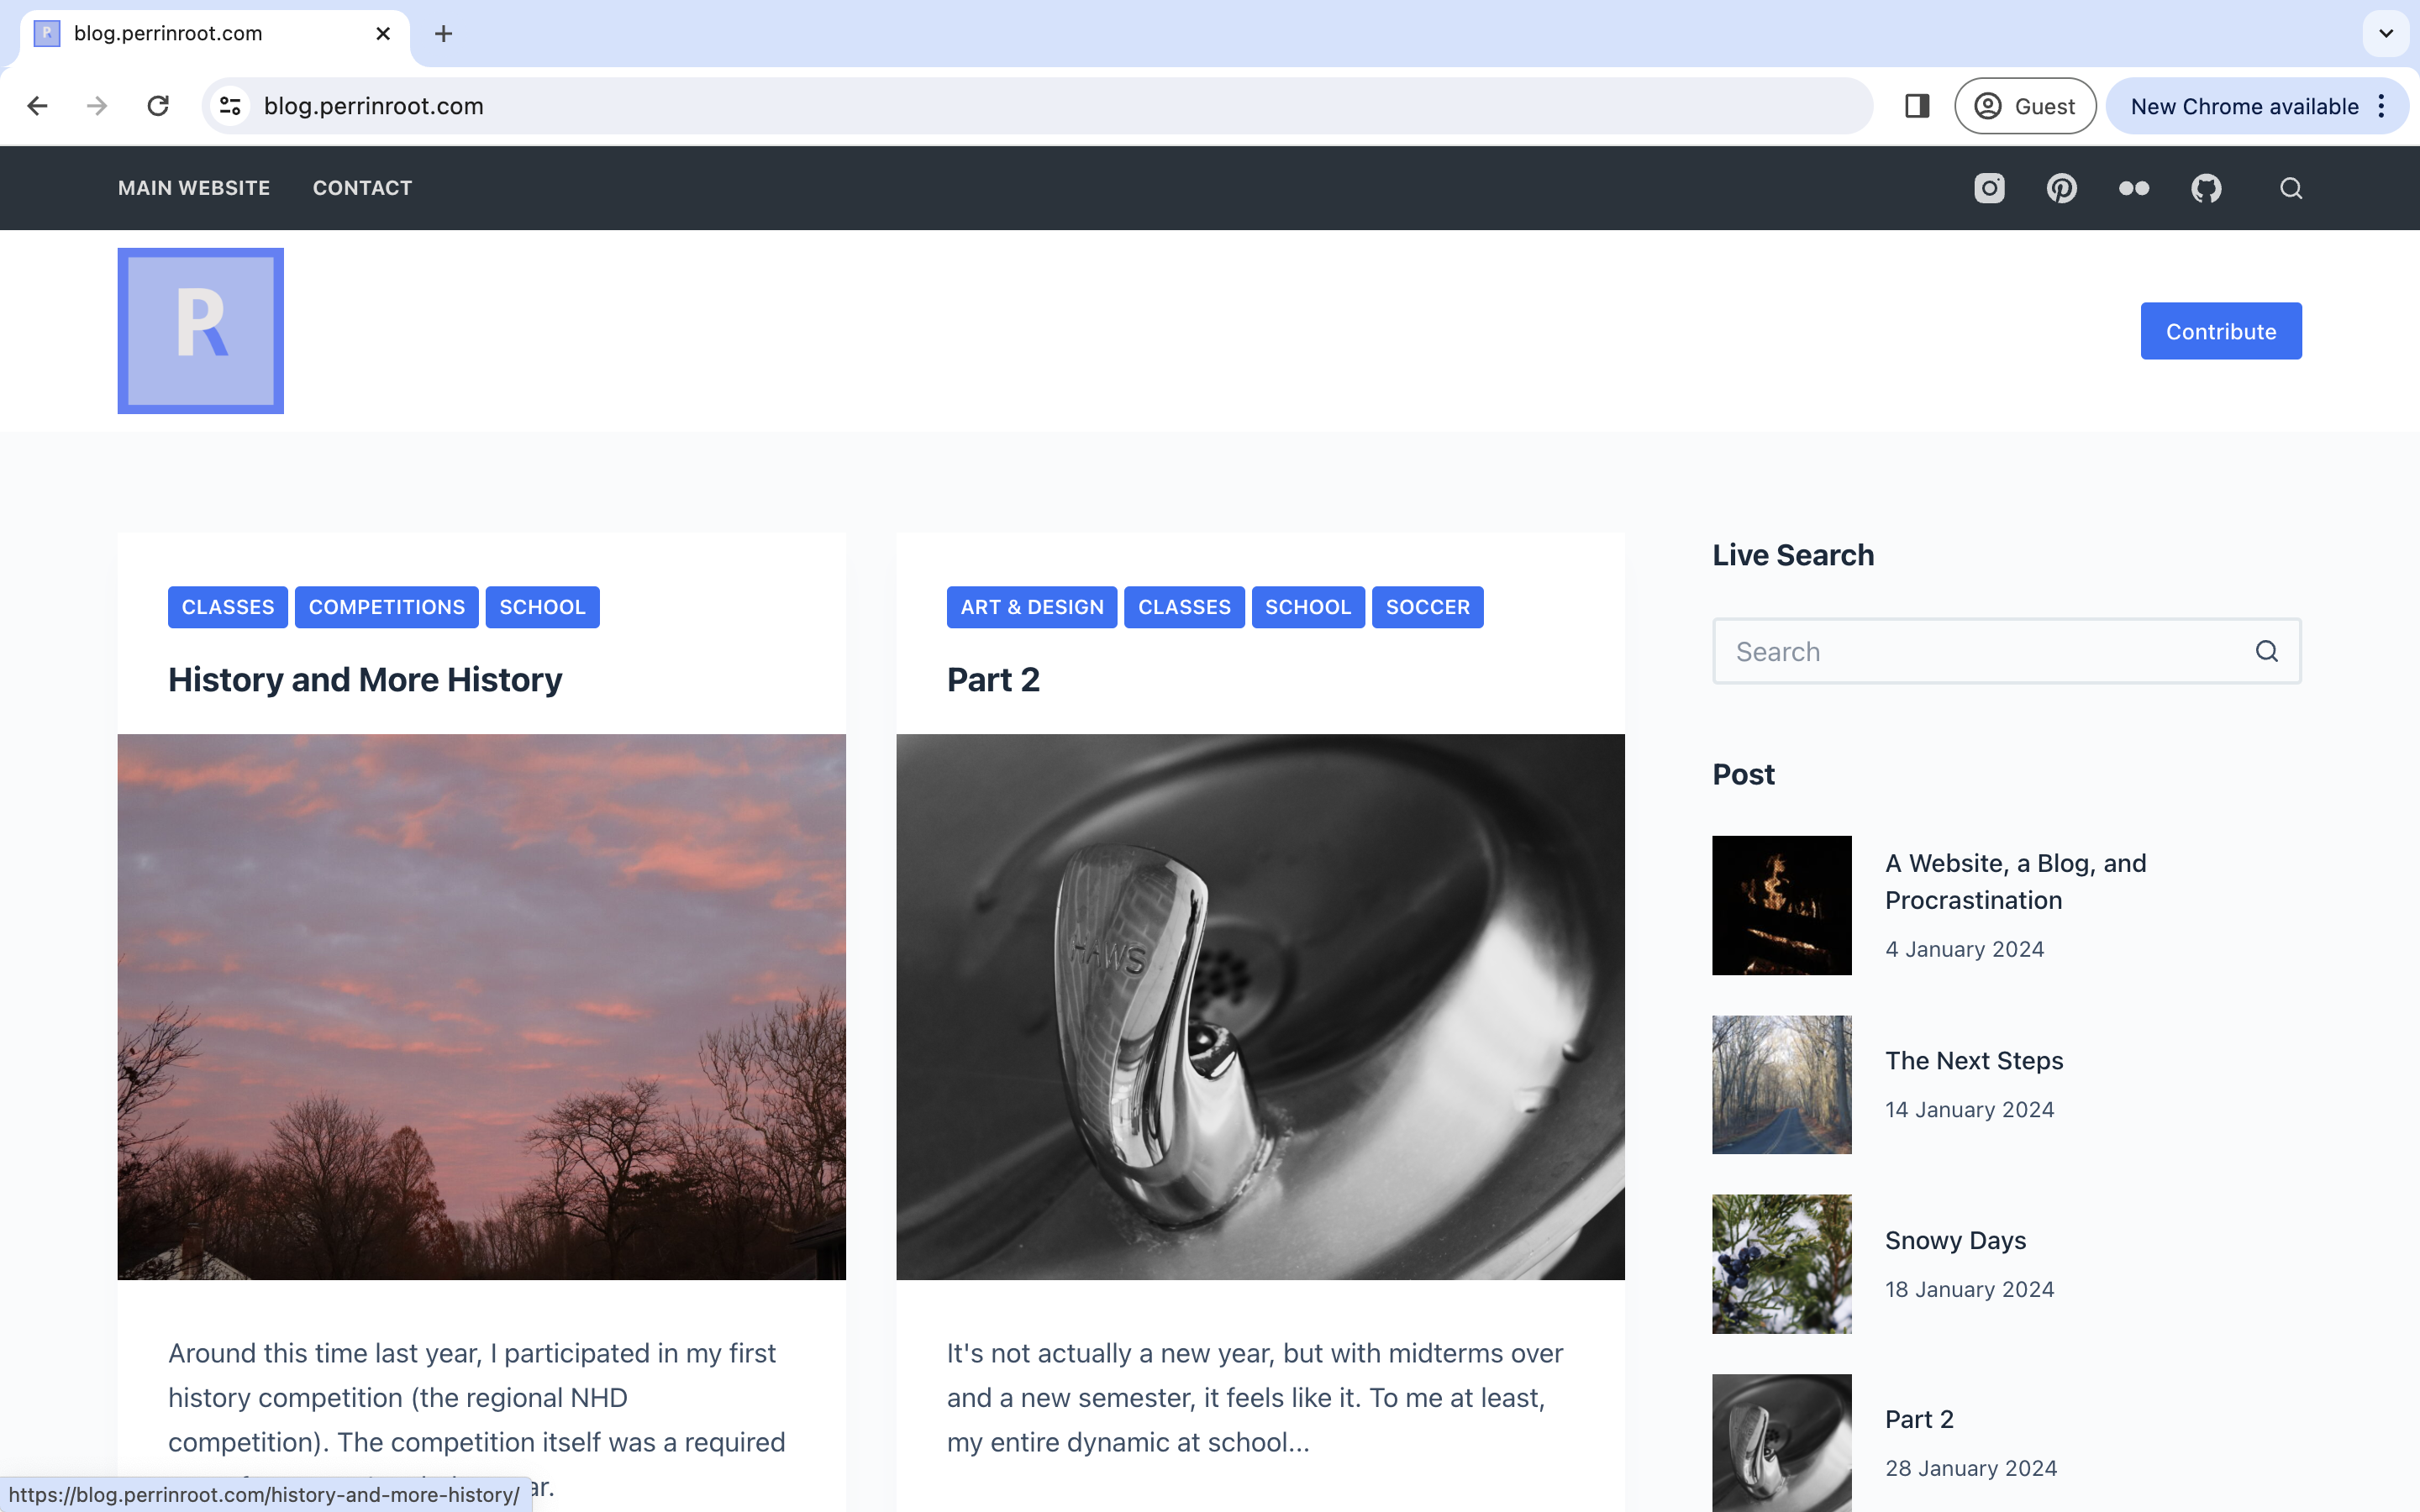 blog.perrinroot.com
blog.perrinroot.com
Guest
New Chrome available
MAIN WEBSITE
CONTACT
R
Contribute
CLASSES
COMPETITIONS
SCHOOL
History and More History
Around this time last year, I participated in my first
history competition (the regional NHD
competition). The competition itself was a required
ar.
ART & DESIGN
CLASSES
SCHOOL
SOCCER
Part 2
HAWS
It's not actually a new year, but with midterms over
and a new semester, it feels like it. To me at least,
my entire dynamic at school...
Live Search
Search
Post
A Website, a Blog, and
Procrastination
4 January 2024
The Next Steps
14 January 2024
Snowy Days
18 January 2024
Part 2
28 January 2024
https://blog.perrinroot.com/history-and-more-history/